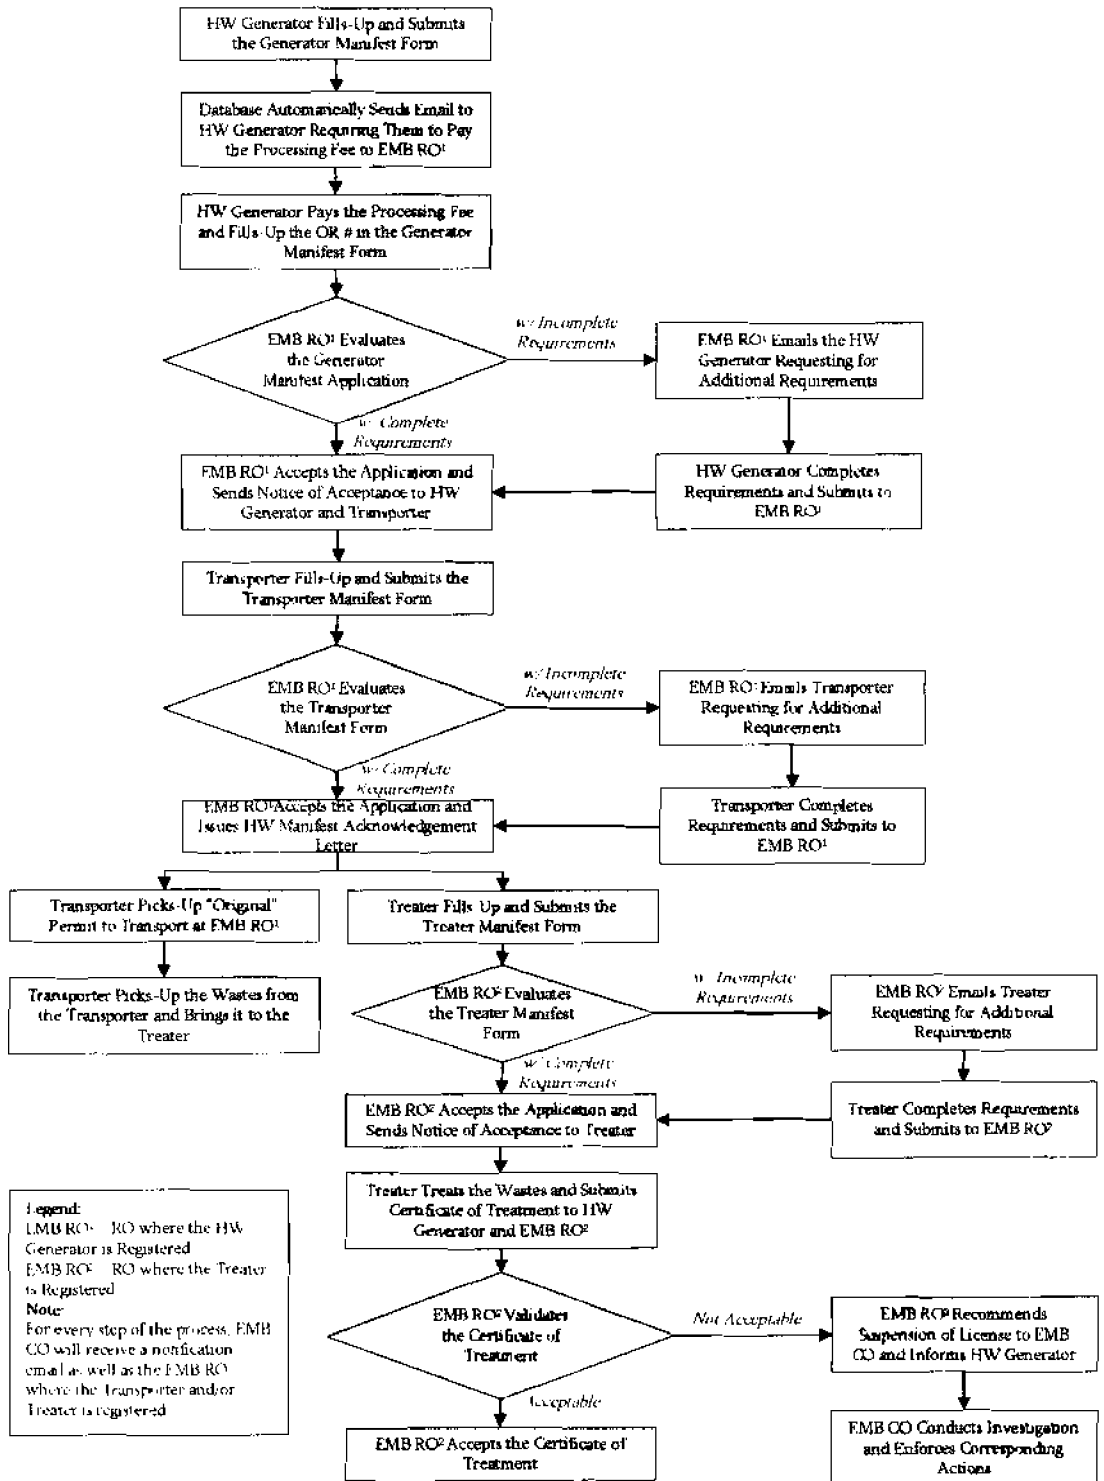 HW Generator Fills-Up and Submits
the Generator Manifest Form
Database Automatically Sends Email to
HW Generator Requiring Them to Pay
the Processing Fee to EMB RO¹
HW Generator Pays the Processing Fee
and Fills-Up the OR # in the Generator
Manifest Form
EMB RO¹ Evaluates
the Generator
Manifest Application
w/ Incomplete
Requirements
EMB RO¹ Emails the HW
Generator Requesting for
Additional Requirements
w/ Complete
Requirements
EMB RO¹ Accepts the Application and
Sends Notice of Acceptance to HW
Generator and Transporter
HW Generator Completes
Requirements and Submits to
EMB RO¹
Transporter Fills-Up and Submits the
Transporter Manifest Form
EMB RO¹ Evaluates
the Transporter
Manifest Form
w/ Incomplete
Requirements
EMB RO¹ Emails Transporter
Requesting for Additional
Requirements
w/ Complete
Requirements
EMB RO¹ Accepts the Application and
Issues HW Manifest Acknowledgement
Letter
Transporter Completes
Requirements and Submits to
EMB RO¹
Transporter Picks-Up "Original"
Permit to Transport at EMB RO¹
Treater Fills-Up and Submits the
Treater Manifest Form
Transporter Picks-Up the Wastes from
the Transporter and Brings it to the
Treater
EMB RO² Evaluates
the Treater Manifest
Form
w/ Incomplete
Requirements
EMB RO² Emails Treater
Requesting for Additional
Requirements
w/ Complete
Requirements
EMB RO² Accepts the Application and
Sends Notice of Acceptance to Treater
Treater Completes Requirements
and Submits to EMB RO²
Treater Treats the Wastes and Submits
Certificate of Treatment to HW
Generator and EMB RO²
Legend:
EMB RO¹ RO where the HW
Generator is Registered
EMB RO² RO where the Treater
is Registered
Note:
For every step of the process, EMB
CO will receive a notification
email as well as the EMB RO
where the Transporter and/or
Treater is registered
EMB RO² Validates
the Certificate of
Treatment
Not Acceptable
EMB RO² Recommends
Suspension of License to EMB
CO and Informs HW Generator
Acceptable
EMB RO² Accepts the Certificate of
Treatment
EMB CO Conducts Investigation
and Enforces Corresponding
Actions